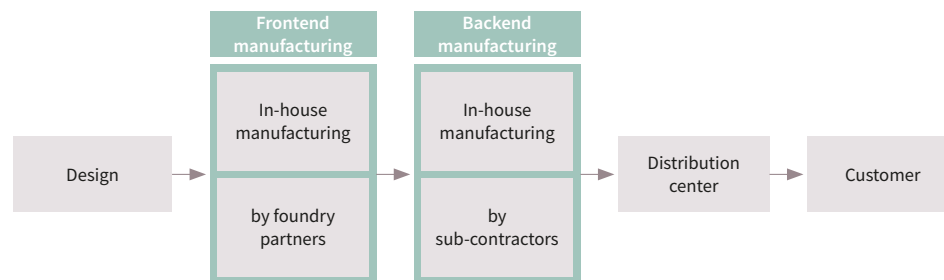 Frontend
manufacturing
Backend
manufacturing
In-house
manufacturing
In-house
manufacturing
Design
Distribution
center
Customer
by foundry
partners
by
sub-contractors